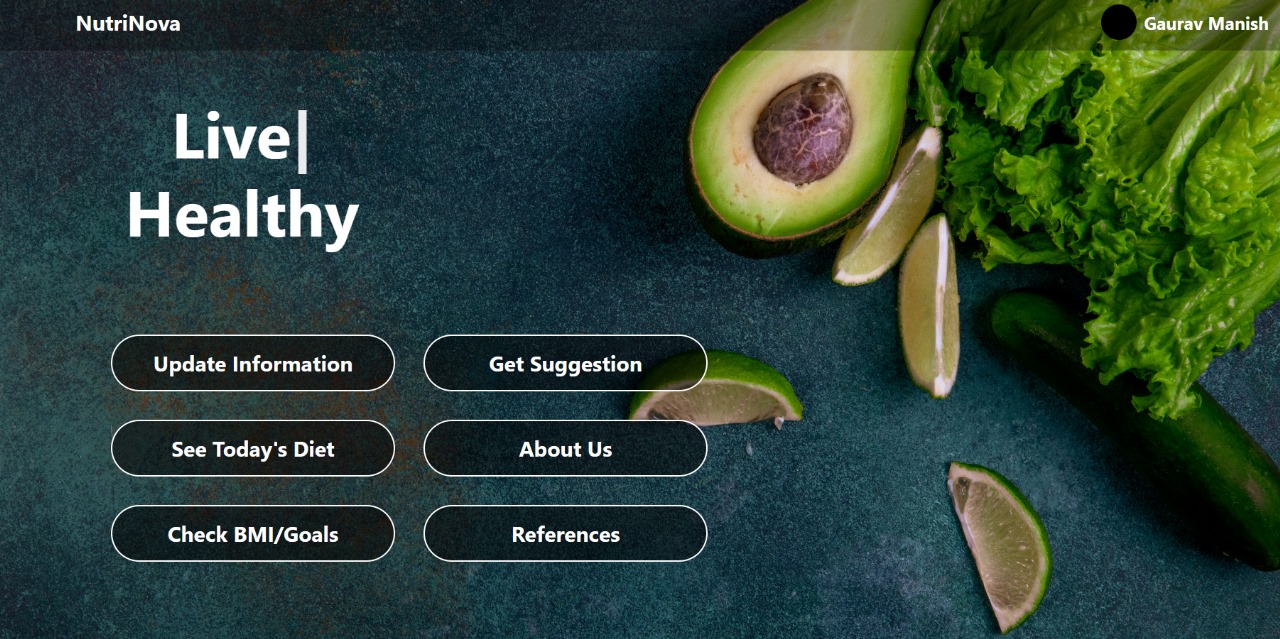 NutriNova
Gaurav Manish
Live|
Healthy
Update Information
Get Suggestion
See Today's Diet
About Us
Check BMI/Goals
References